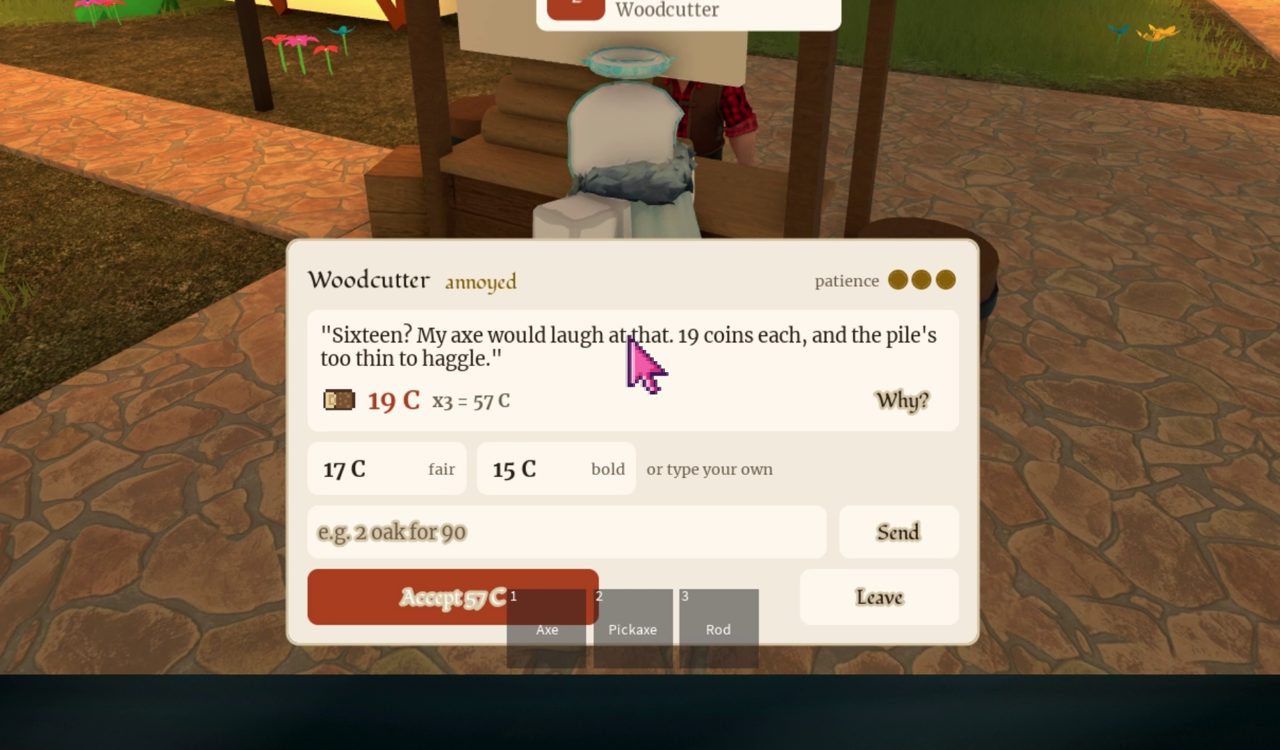 Woodcutter
Woodcutter annoyed patience
"Sixteen? My axe would laugh at that. 19 coins each, and the pile's
too thin to haggle."
19 C x3 = 57 C Why?
17 C fair 15 C bold or type your own
e.g. 2 oak for 90 Send
Accept 57 C Leave
1 Axe 2 Pickaxe 3 Rod